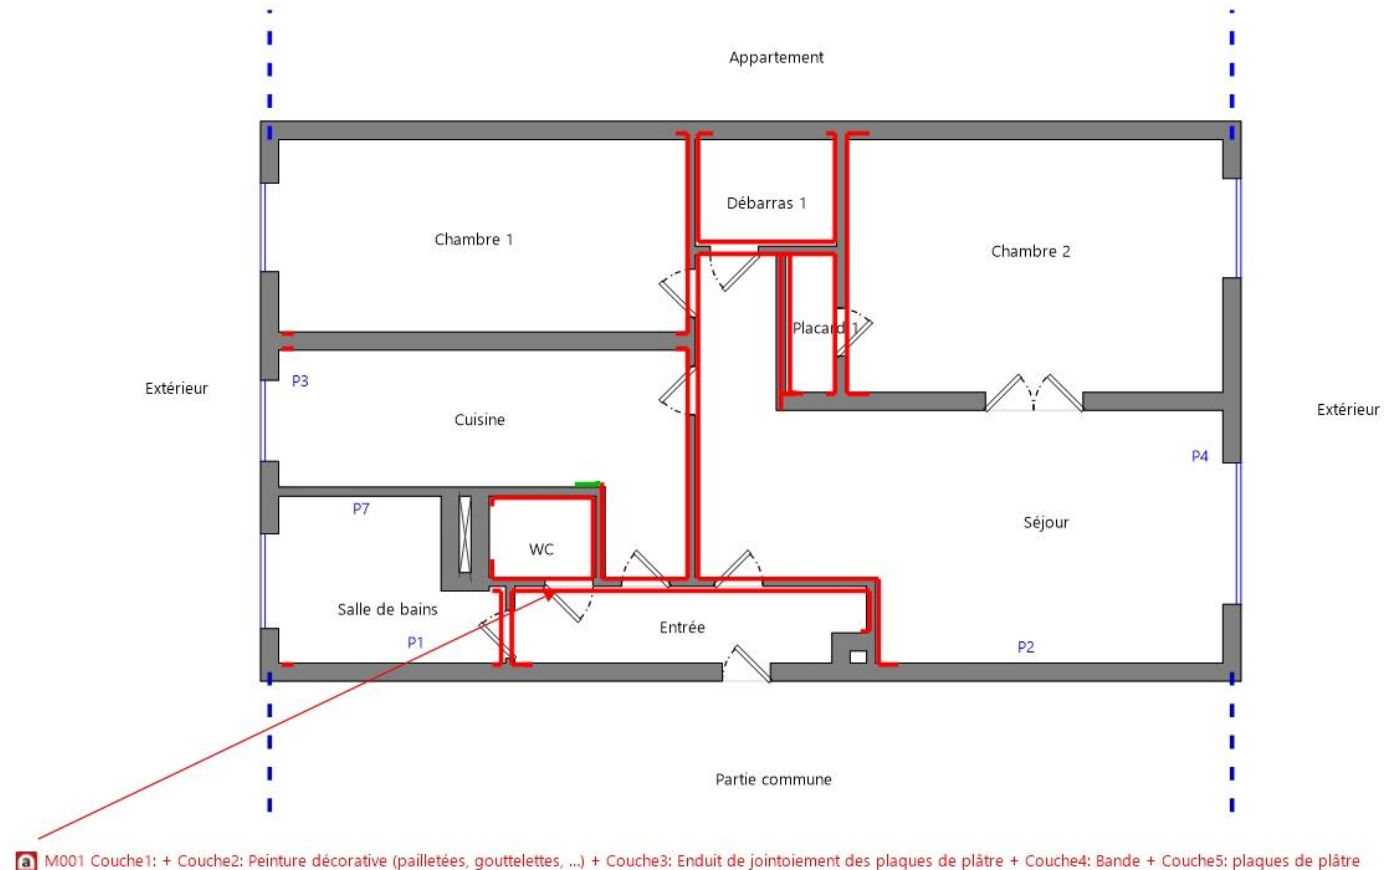 Appartement
Débarras 1
Chambre 1
Chambre 2
Placard 1
Extérieur
P3
Extérieur
Cuisine
P4
P7
Séjour
WC
Salle de bains
Entrée
P1
P2
Partie commune
a M001 Couche1: + Couche2: Peinture décorative (pailletées, gouttelettes, ...) + Couche3: Enduit de jointoiement des plaques de plâtre + Couche4: Bande + Couche5: plaques de plâtre